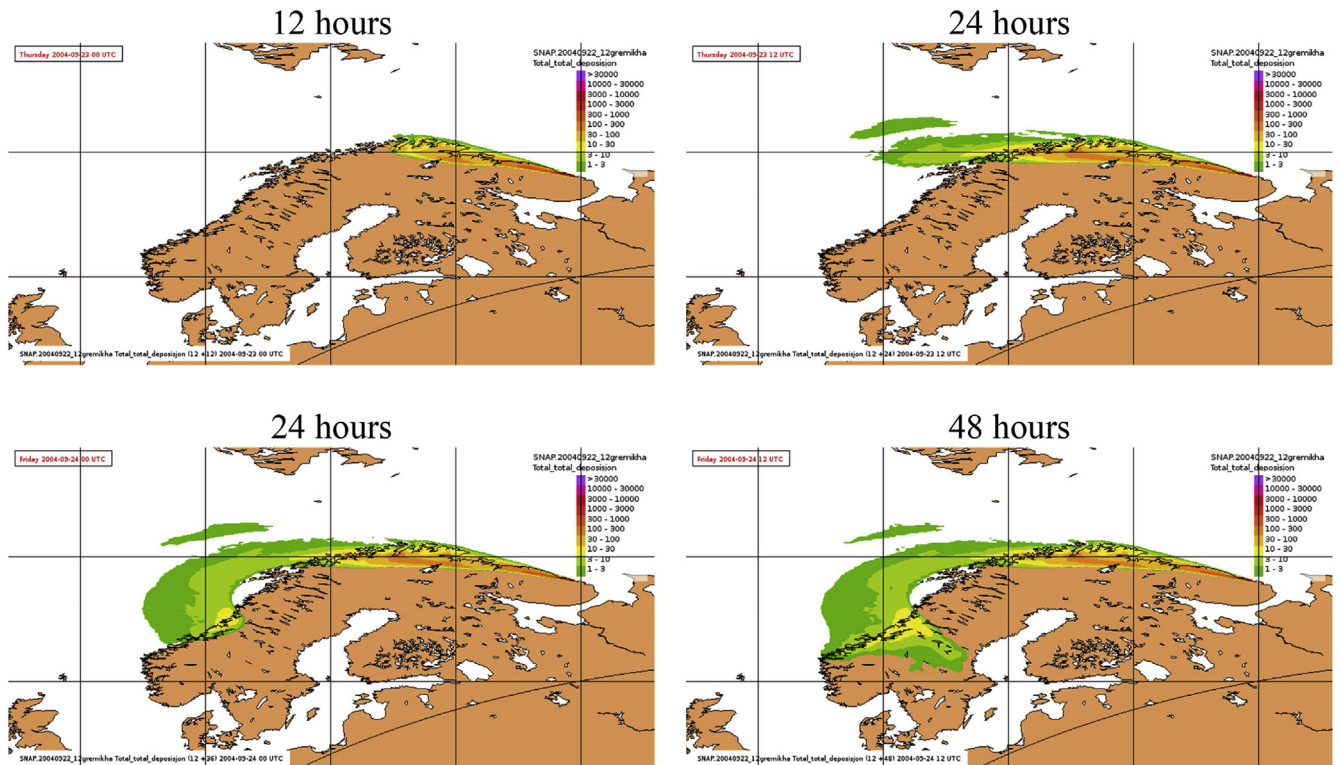 12 hours
Thursday 2004-09-23 00 UTC
SNAP.20040922_12gremikha
Total_total_deposisjon
>30000
10000 - 30000
3000 - 10000
1000 - 3000
300 - 1000
100 - 300
30 - 100
10 - 30
3 - 10
1 - 3
SNAP.20040922_12gremikha Total_total_deposisjon (12 +12) 2004-09-23 00 UTC
24 hours
Thursday 2004-09-23 12 UTC
SNAP.20040922_12gremikha
Total_total_deposisjon
>30000
10000 - 30000
3000 - 10000
1000 - 3000
300 - 1000
100 - 300
30 - 100
10 - 30
3 - 10
1 - 3
SNAP.20040922_12gremikha Total_total_deposisjon (12 +24) 2004-09-23 12 UTC
24 hours
Friday 2004-09-24 00 UTC
SNAP.20040922_12gremikha
Total_total_deposisjon
>30000
10000 - 30000
3000 - 10000
1000 - 3000
300 - 1000
100 - 300
30 - 100
10 - 30
3 - 10
1 - 3
SNAP.20040922_12gremikha Total_total_deposisjon (12 +36) 2004-09-24 00 UTC
48 hours
Friday 2004-09-24 12 UTC
SNAP.20040922_12gremikha
Total_total_deposisjon
>30000
10000 - 30000
3000 - 10000
1000 - 3000
300 - 1000
100 - 300
30 - 100
10 - 30
3 - 10
1 - 3
SNAP.20040922_12gremikha Total_total_deposisjon (12 +48) 2004-09-24 12 UTC